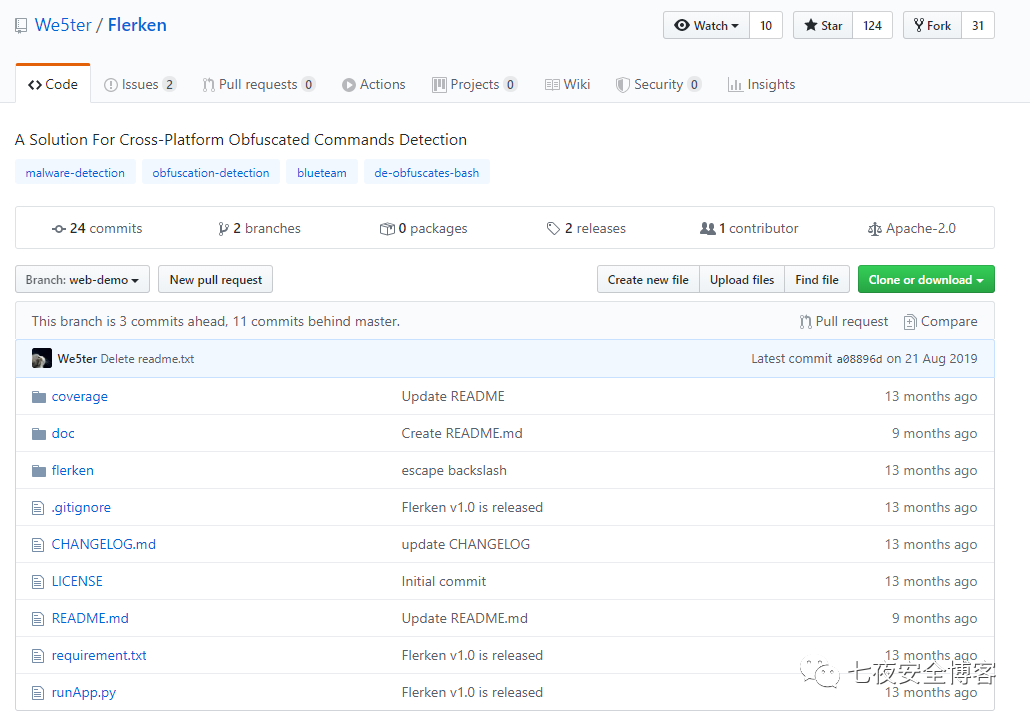 We5ter / Flerken
Watch 10 Star 124 Fork 31
Code Issues 2 Pull requests 0 Actions Projects 0 Wiki Security 0 Insights
A Solution For Cross-Platform Obfuscated Commands Detection
malware-detection obfuscation-detection blueteam de-obfuscates-bash
24 commits 2 branches 0 packages 2 releases 1 contributor Apache-2.0
Branch: web-demo New pull request Create new file Upload files Find file Clone or download
This branch is 3 commits ahead, 11 commits behind master. Pull request Compare
We5ter Delete readme.txt Latest commit a08896d on 21 Aug 2019
coverage Update README 13 months ago
doc Create README.md 9 months ago
flerken escape backslash 13 months ago
.gitignore Flerken v1.0 is released 13 months ago
CHANGELOG.md update CHANGELOG 13 months ago
LICENSE Initial commit 13 months ago
README.md Update README.md 9 months ago
requirement.txt Flerken v1.0 is released 13 months ago
七夜安全博客
runApp.py Flerken v1.0 is released 13 months ago